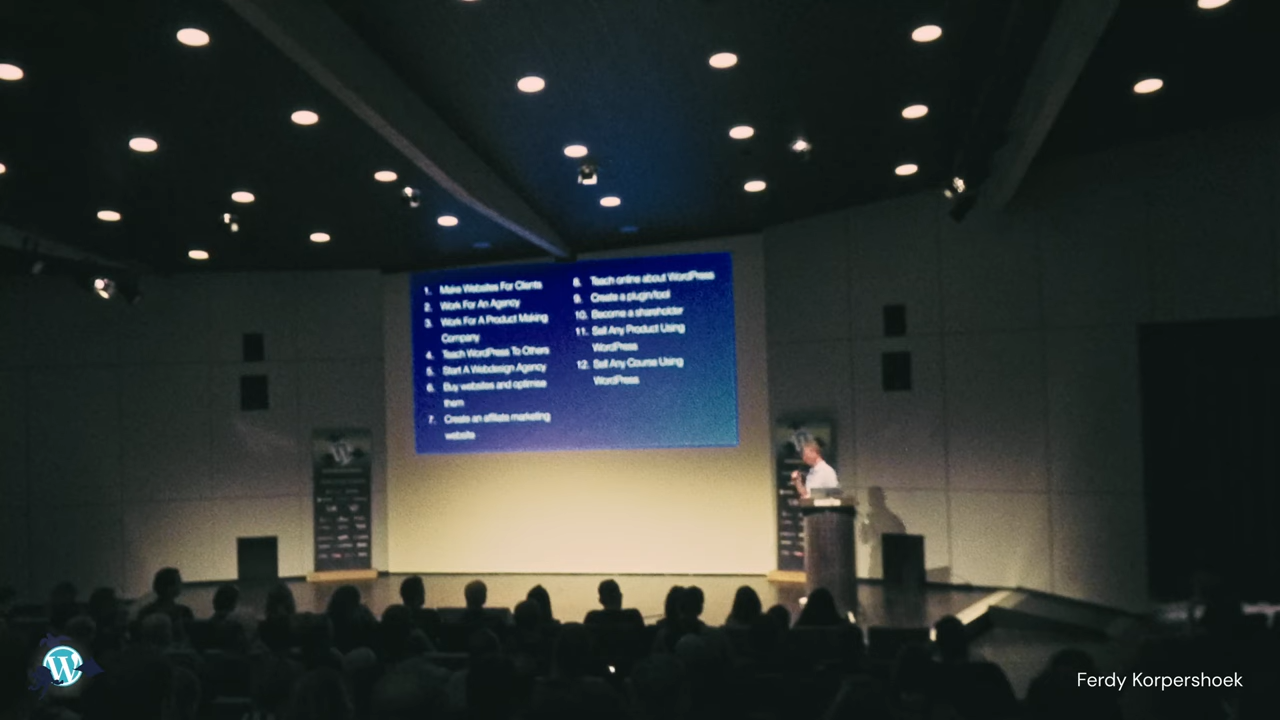 1. Make Websites For Clients
2. Work For An Agency
3. Work For A Product Making
Company
4. Teach WordPress To Others
5. Start A Webdesign Agency
6. Buy websites and optimise
them
7. Create an affiliate marketing
website
8. Teach online about WordPress
9. Create a plugin/tool
10. Become a shareholder
11. Sell Any Product Using
WordPress
12. Sell Any Course Using
WordPress
Ferdy Korpershoek